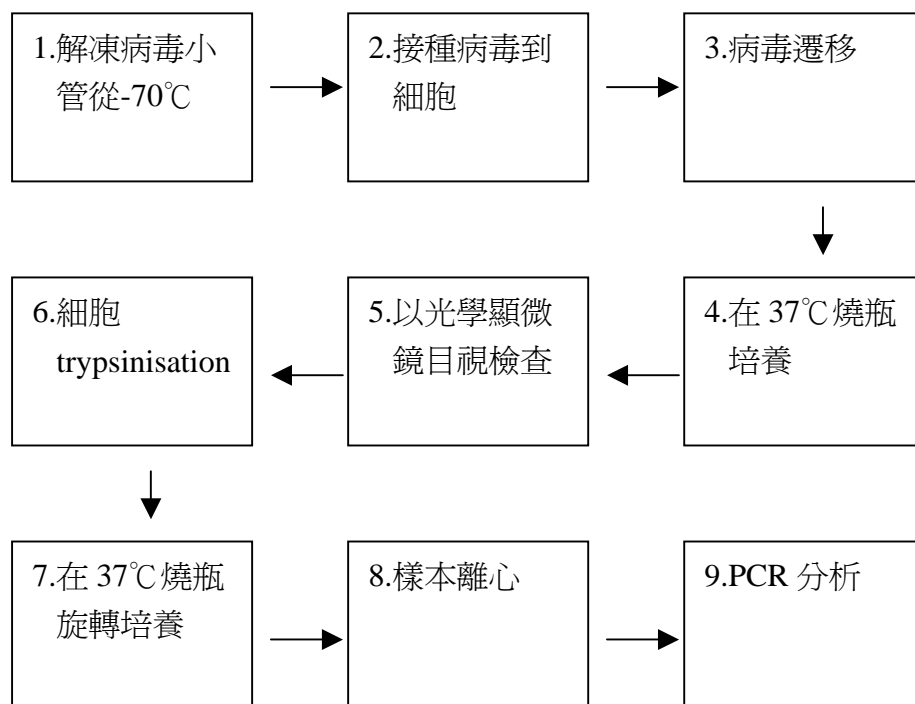 1.解凍病毒小
管從-70℃
2.接種病毒到
細胞
3.病毒遷移
4.在 37℃燒瓶
培養
5.以光學顯微
鏡目視檢查
6.細胞
trypsinisation
7.在 37℃燒瓶
旋轉培養
8.樣本離心
9.PCR 分析